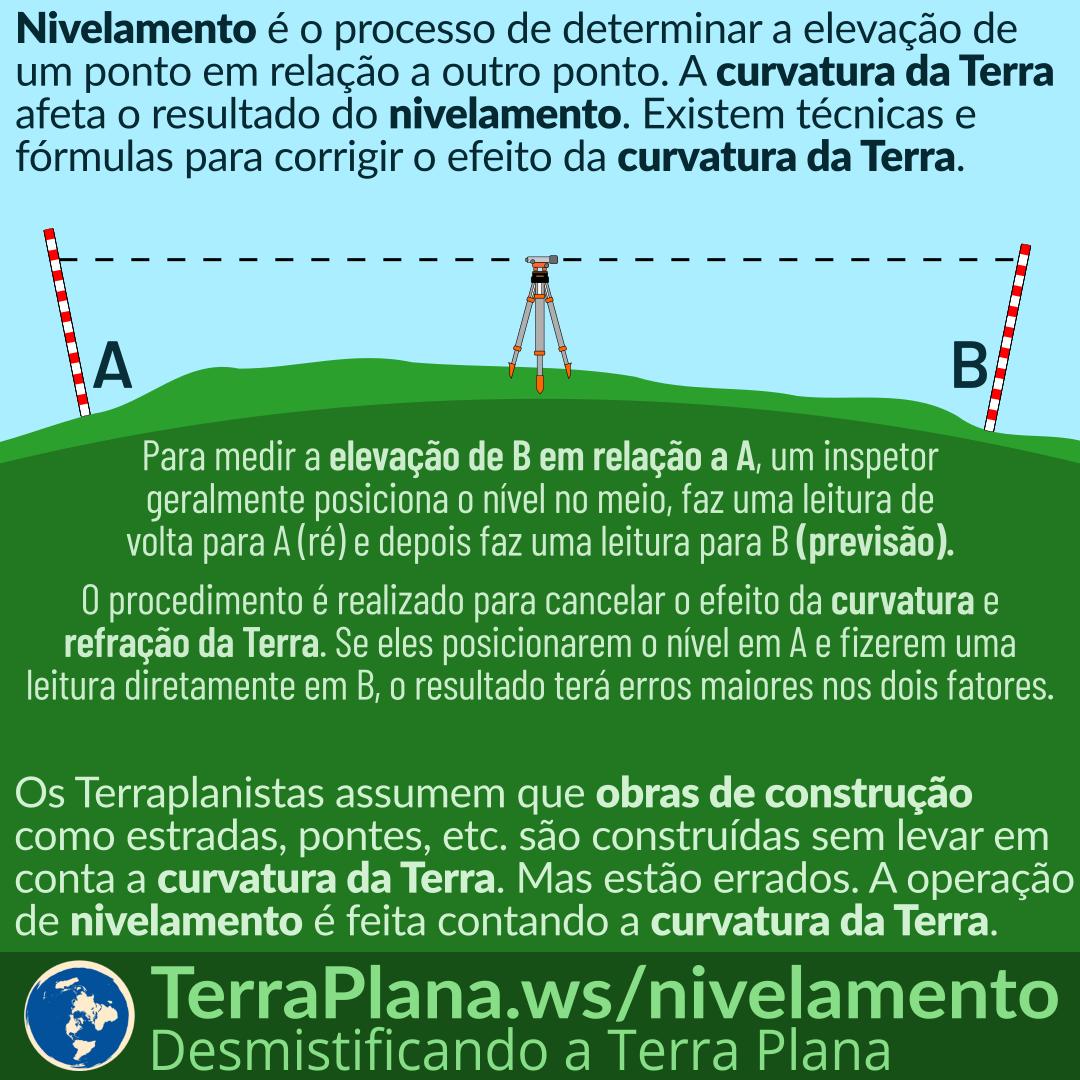 Nivelamento é o processo de determinar a elevação de
um ponto em relação a outro ponto. A curvatura da Terra
afeta o resultado do nivelamento. Existem técnicas e
fórmulas para corrigir o efeito da curvatura da Terra.
A
B
Para medir a elevação de B em relação a A, um inspetor
geralmente posiciona o nível no meio, faz uma leitura de
volta para A (ré) e depois faz uma leitura para B (previsão).
O procedimento é realizado para cancelar o efeito da curvatura e
refração da Terra. Se eles posicionarem o nível em A e fizerem uma
leitura diretamente em B, o resultado terá erros maiores nos dois fatores.
Os Terraplanistas assumem que obras de construção
como estradas, pontes, etc. são construídas sem levar em
conta a curvatura da Terra. Mas estão errados. A operação
de nivelamento é feita contando a curvatura da Terra.
TerraPlana.ws/nivelamento
Desmistificando a Terra Plana